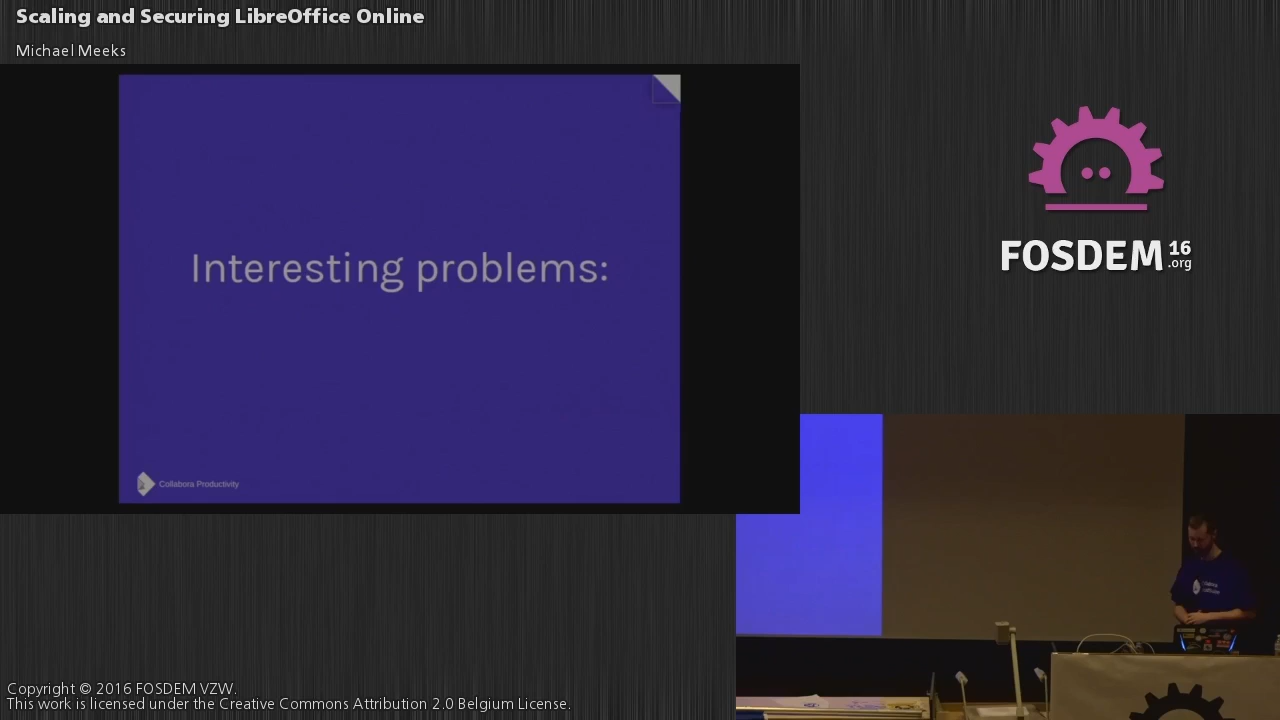 Scaling and Securing LibreOffice Online
Michael Meeks
Interesting problems:
Collabora Productivity
FOSDEM 16
.org
Copyright © 2016 FOSDEM VZW.
This work is licensed under the Creative Commons Attribution 2.0 Belgium License.